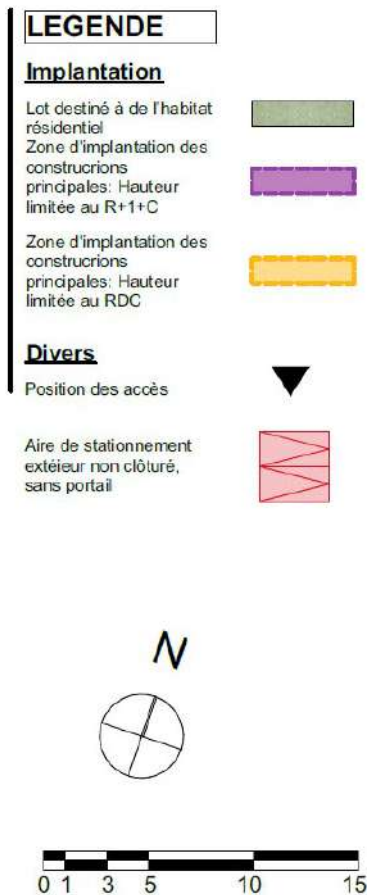 LEGENDE
Implantation
Lot destiné à de l'habitat
résidentiel
Zone d'implantation des
construcrions
principales: Hauteur
limitée au R+1+C
Zone d'implantation des
construcrions
principales: Hauteur
limitée au RDC
Divers
Position des accès
Aire de stationnement
extéieur non clôturé,
sans portail
N
0 1 3 5 10 15